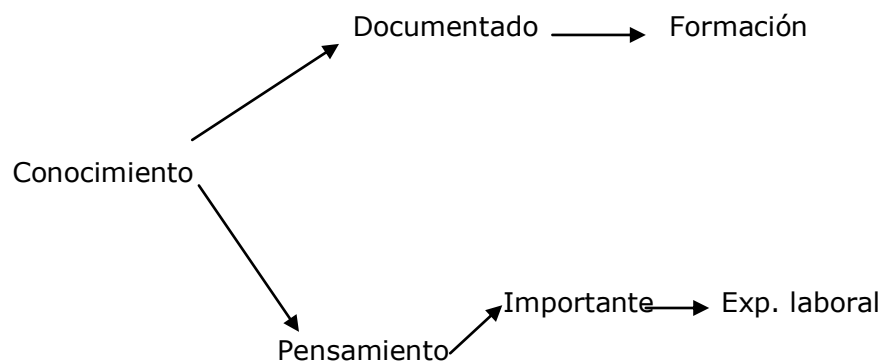 Documentado Formación
Conocimiento
Importante Exp. laboral
Pensamiento